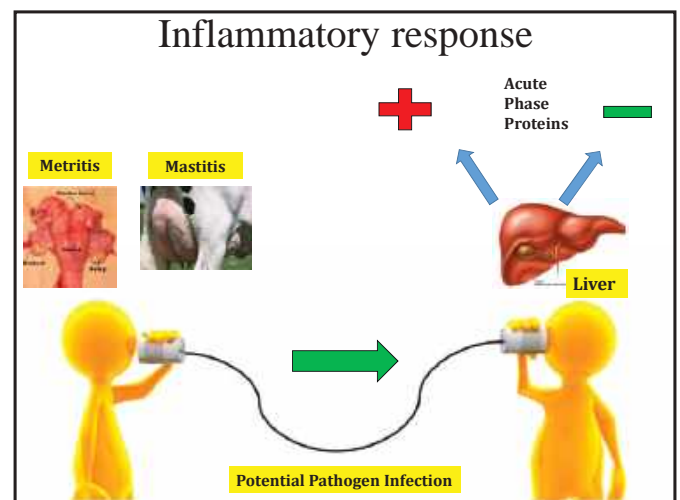 Inflammatory response
Acute
Phase
Proteins
Metritis
Mastitis
Liver
Potential Pathogen Infection